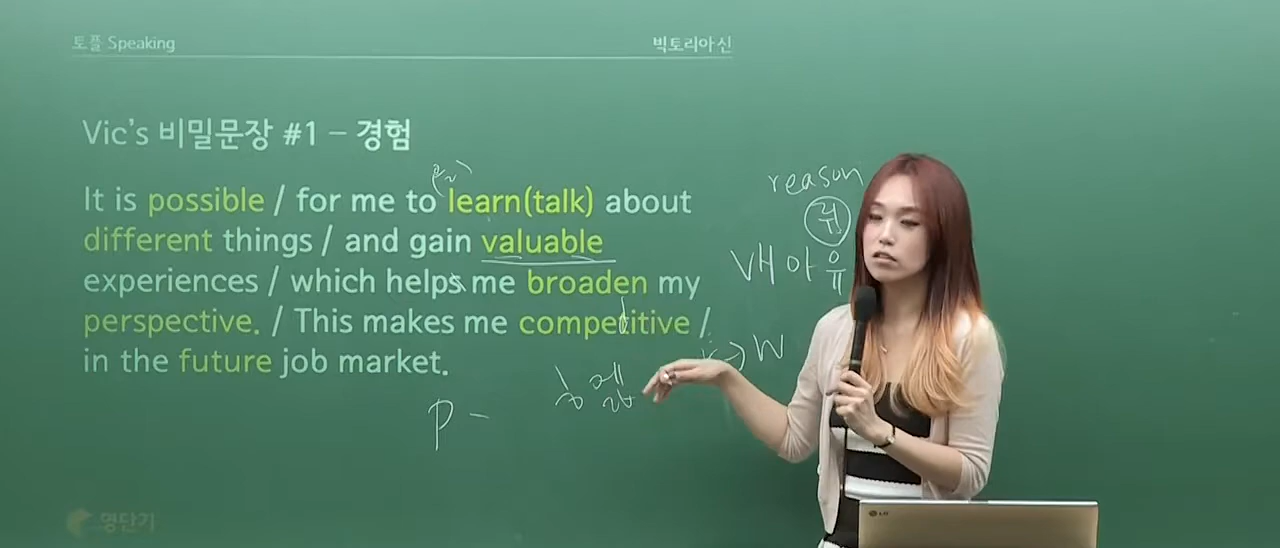 토플 Speaking
빅토리아신
Vic's 비밀문장 #1 – 경험
It is possible / for me to learn(talk) about
different things / and gain valuable
experiences / which helps me broaden my
perspective. / This makes me competitive /
in the future job market.
reason
뤼
VH아유
r → W
P –
영단기